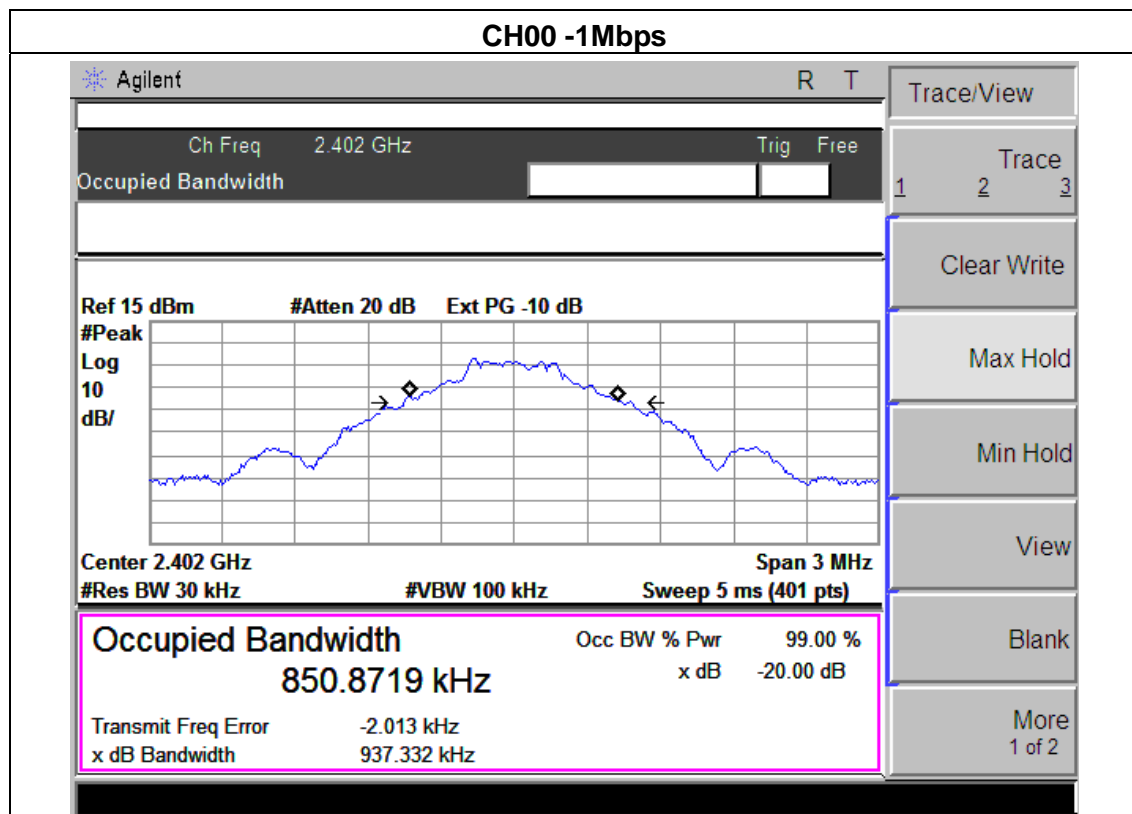 CH00 -1Mbps
Agilent R T
Trace/View
Ch Freq 2.402 GHz Trig Free
Occupied Bandwidth
Trace
1 2 3
Clear Write
Ref 15 dBm #Atten 20 dB Ext PG -10 dB
#Peak
Log
10
dB/
Max Hold
Min Hold
View
Center 2.402 GHz Span 3 MHz
#Res BW 30 kHz #VBW 100 kHz Sweep 5 ms (401 pts)
Occupied Bandwidth
850.8719 kHz
Occ BW % Pwr 99.00 %
x dB -20.00 dB
Transmit Freq Error -2.013 kHz
x dB Bandwidth 937.332 kHz
Blank
More
1 of 2